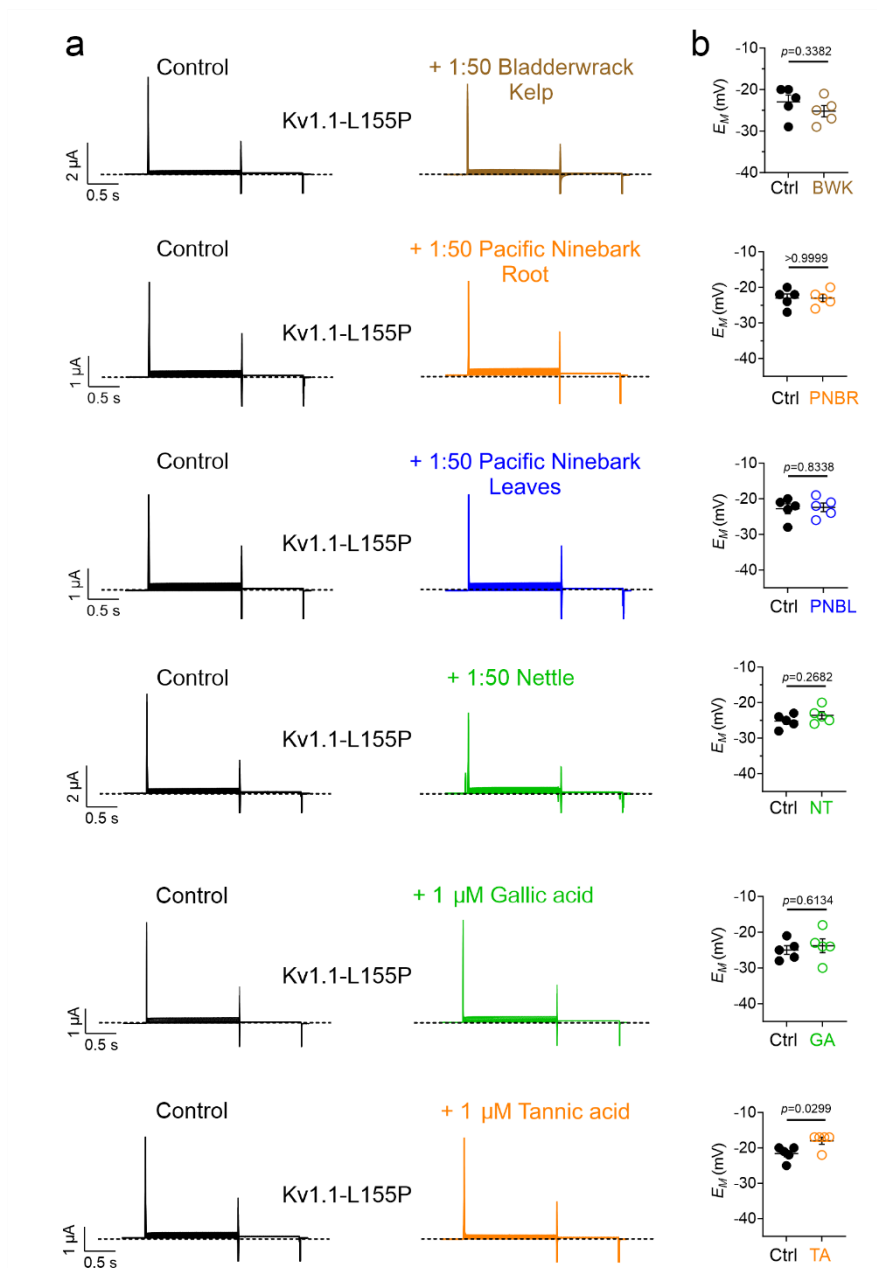 a
b
Control
+ 1:50 Bladderwrack
Kelp
Kv1.1-L155P
2 µA
0.5 s
-10
-20
-30
-40
EM (mV)
p=0.3382
Ctrl BWK
Control
+ 1:50 Pacific Ninebark
Root
Kv1.1-L155P
1 µA
0.5 s
-10
-20
-30
-40
EM (mV)
>0.9999
Ctrl PNBR
Control
+ 1:50 Pacific Ninebark
Leaves
Kv1.1-L155P
1 µA
0.5 s
-10
-20
-30
-40
EM (mV)
p=0.8338
Ctrl PNBL
Control
+ 1:50 Nettle
Kv1.1-L155P
2 µA
0.5 s
-10
-20
-30
-40
EM (mV)
p=0.2682
Ctrl NT
Control
+ 1 µM Gallic acid
Kv1.1-L155P
1 µA
0.5 s
-10
-20
-30
-40
EM (mV)
p=0.6134
Ctrl GA
Control
+ 1 µM Tannic acid
Kv1.1-L155P
1 µA
0.5 s
-10
-20
-30
-40
EM (mV)
p=0.0299
Ctrl TA